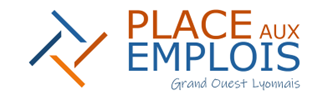 PLACE AUX
EMPLOIS
Grand Ouest Lyonnais